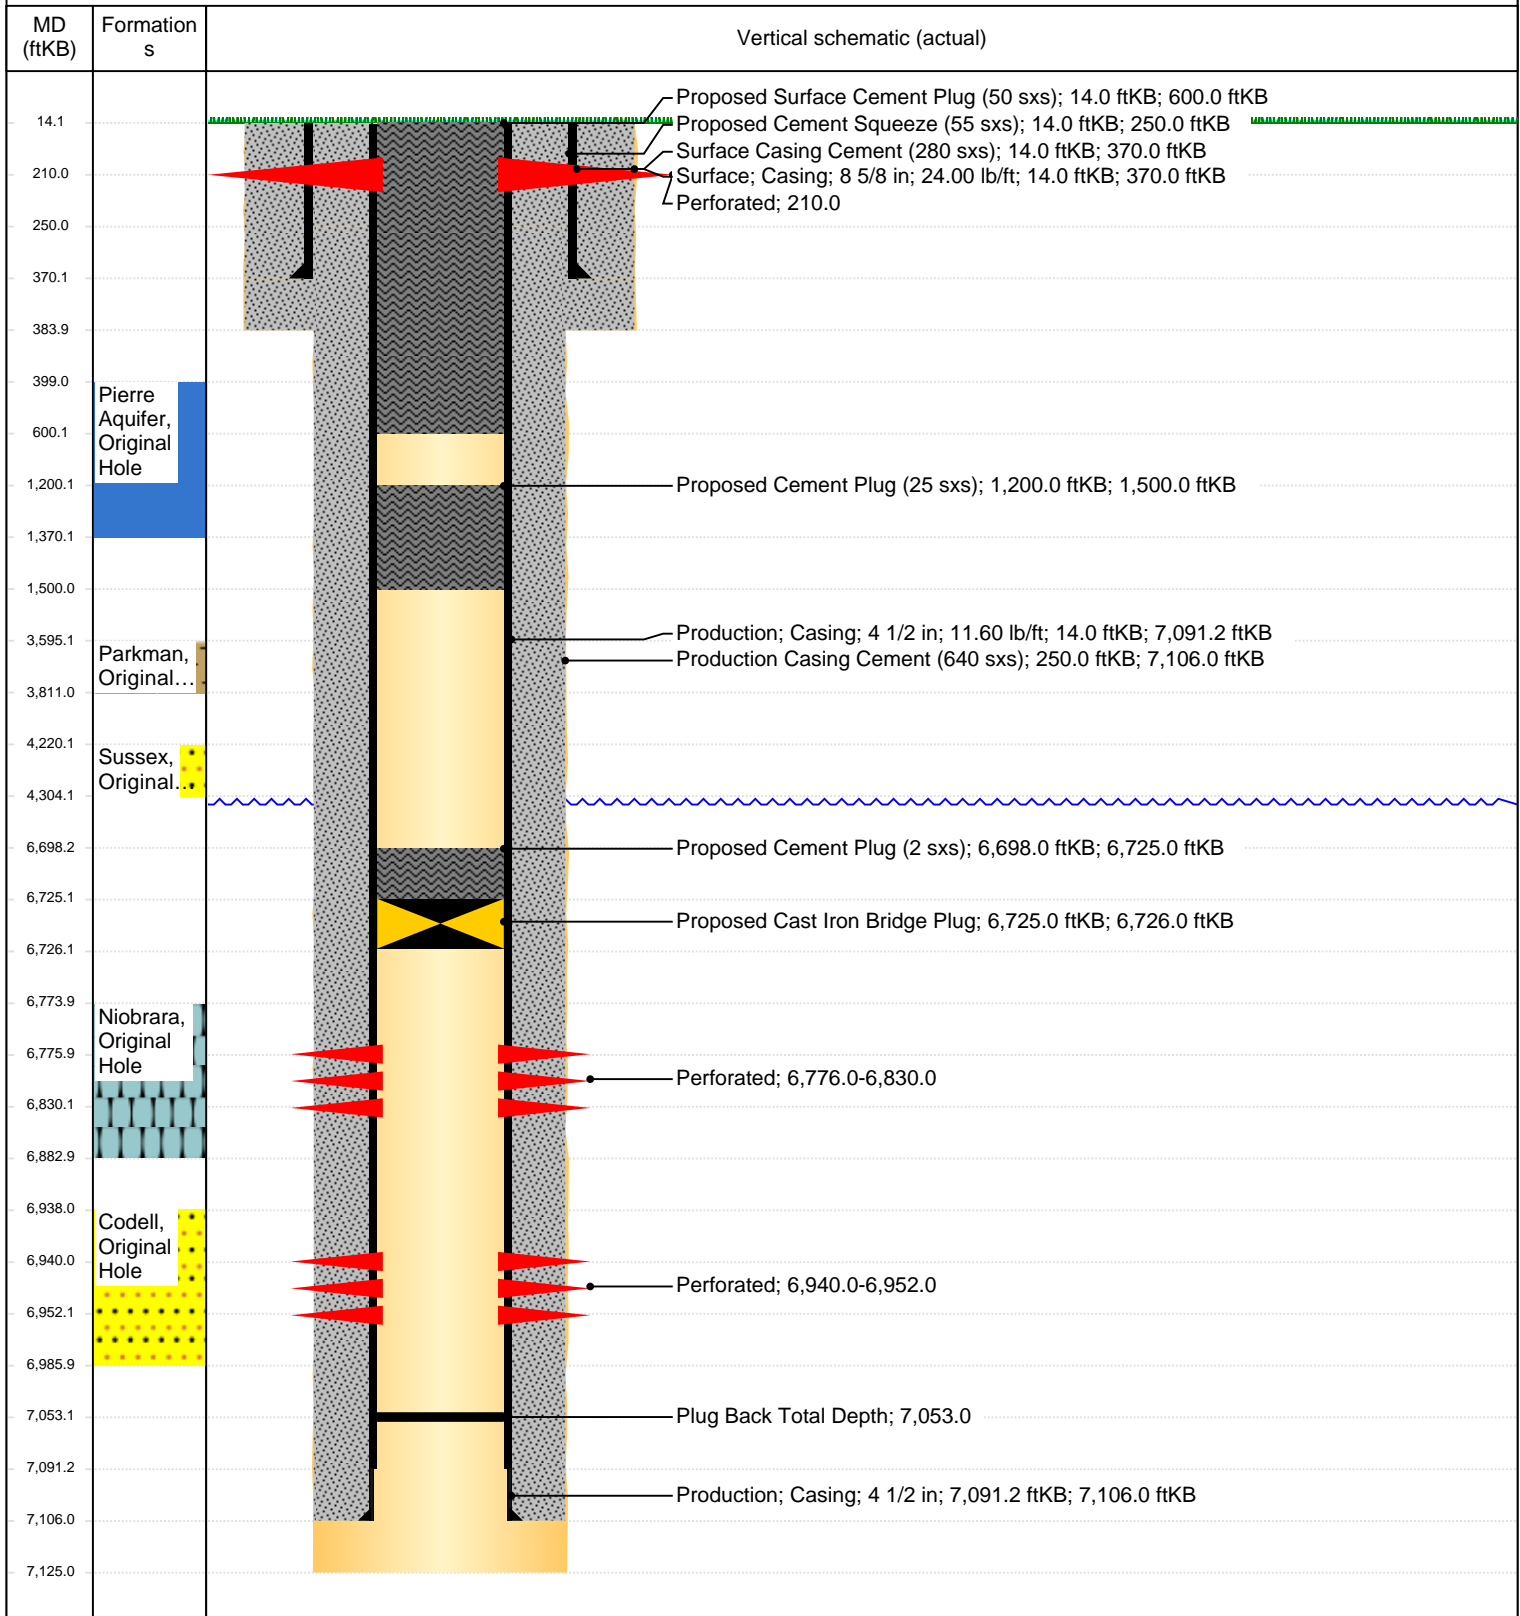 MD
(ftKB)
Formation
s
Vertical schematic (actual)
14.1
210.0
250.0
370.1
383.9
399.0
600.1
1,200.1
1,370.1
1,500.0
3,595.1
3,811.0
4,220.1
4,304.1
6,698.2
6,725.1
6,726.1
6,773.9
6,775.9
6,830.1
6,882.9
6,938.0
6,940.0
6,952.1
6,985.9
7,053.1
7,091.2
7,106.0
7,125.0
Pierre
Aquifer,
Original
Hole
Parkman,
Original…
Sussex,
Original…
Niobrara,
Original
Hole
Codell,
Original
Hole
Proposed Surface Cement Plug (50 sxs); 14.0 ftKB; 600.0 ftKB
Proposed Cement Squeeze (55 sxs); 14.0 ftKB; 250.0 ftKB
Surface Casing Cement (280 sxs); 14.0 ftKB; 370.0 ftKB
Surface; Casing; 8 5/8 in; 24.00 lb/ft; 14.0 ftKB; 370.0 ftKB
Perforated; 210.0
Proposed Cement Plug (25 sxs); 1,200.0 ftKB; 1,500.0 ftKB
Production; Casing; 4 1/2 in; 11.60 lb/ft; 14.0 ftKB; 7,091.2 ftKB
Production Casing Cement (640 sxs); 250.0 ftKB; 7,106.0 ftKB
Proposed Cement Plug (2 sxs); 6,698.0 ftKB; 6,725.0 ftKB
Proposed Cast Iron Bridge Plug; 6,725.0 ftKB; 6,726.0 ftKB
Perforated; 6,776.0-6,830.0
Perforated; 6,940.0-6,952.0
Plug Back Total Depth; 7,053.0
Production; Casing; 4 1/2 in; 7,091.2 ftKB; 7,106.0 ftKB